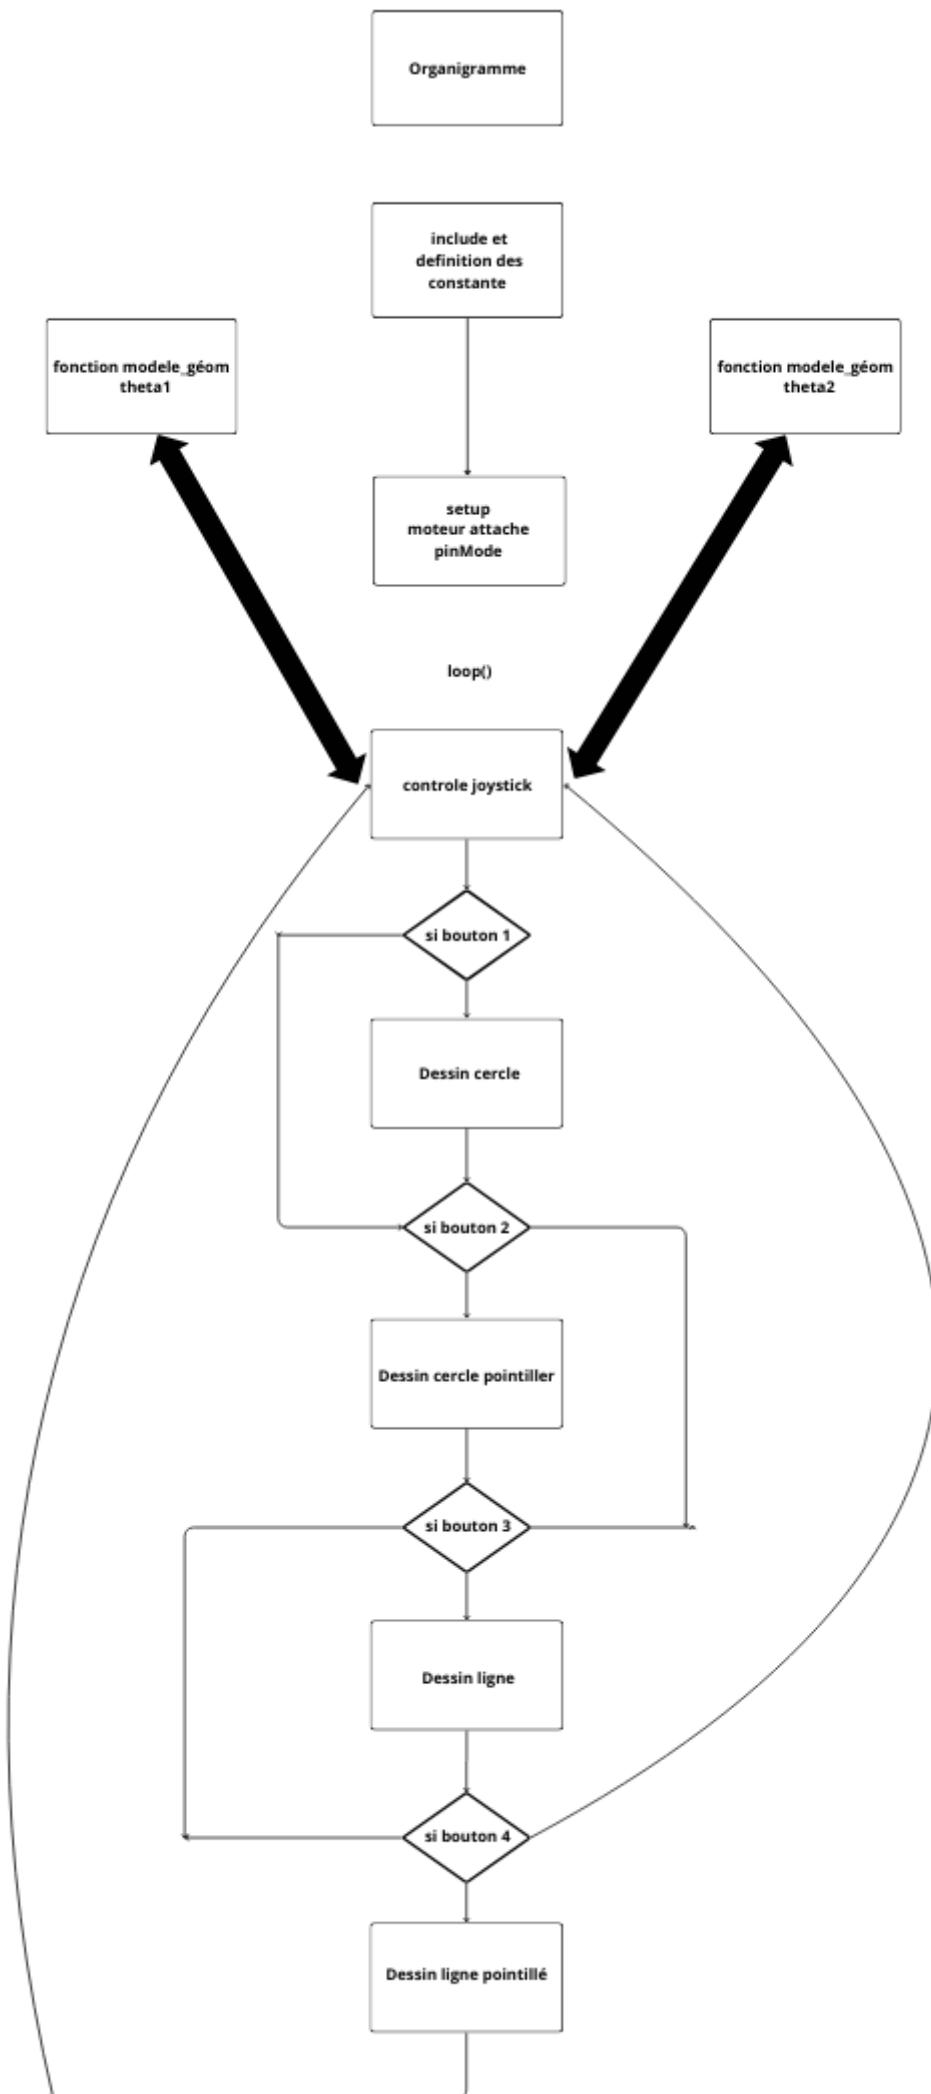 Organigramme
include et
definition des
constante
fonction modele_géom
theta1
fonction modele_géom
theta2
setup
moteur attache
pinMode
loop()
controle joystick
si bouton 1
Dessin cercle
si bouton 2
Dessin cercle pointiller
si bouton 3
Dessin ligne
si bouton 4
Dessin ligne pointillé